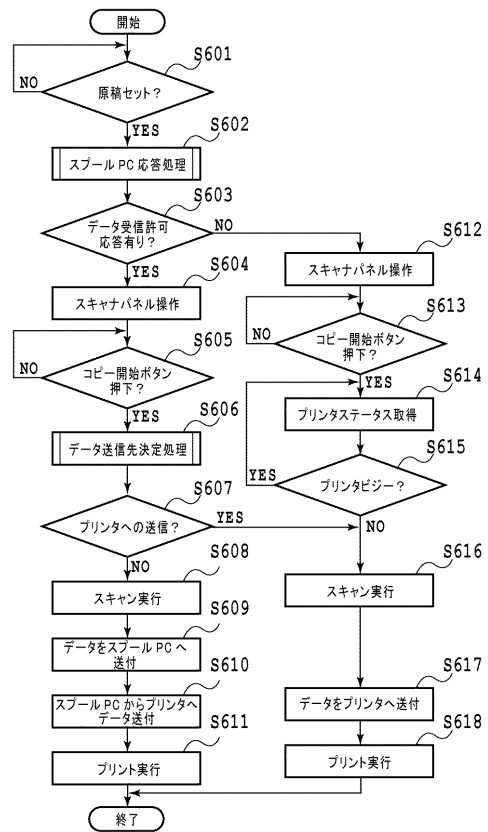 開始
S601
原稿セット?
NO
YES
S602
スプールPC応答処理
S603
データ受信許可
応答有り?
NO
YES
S604
スキャナパネル操作
S605
コピー開始ボタン
押下?
NO
YES
S606
データ送信先決定処理
S607
プリンタへの送信?
YES
NO
S608
スキャン実行
S609
データをスプールPCへ
送付
S610
スプールPCからプリンタへ
データ送付
S611
プリント実行
終了
S612
スキャナパネル操作
S613
コピー開始ボタン
押下?
NO
YES
S614
プリンタステータス取得
S615
プリンタビジー?
YES
NO
S616
スキャン実行
S617
データをプリンタへ送付
S618
プリント実行